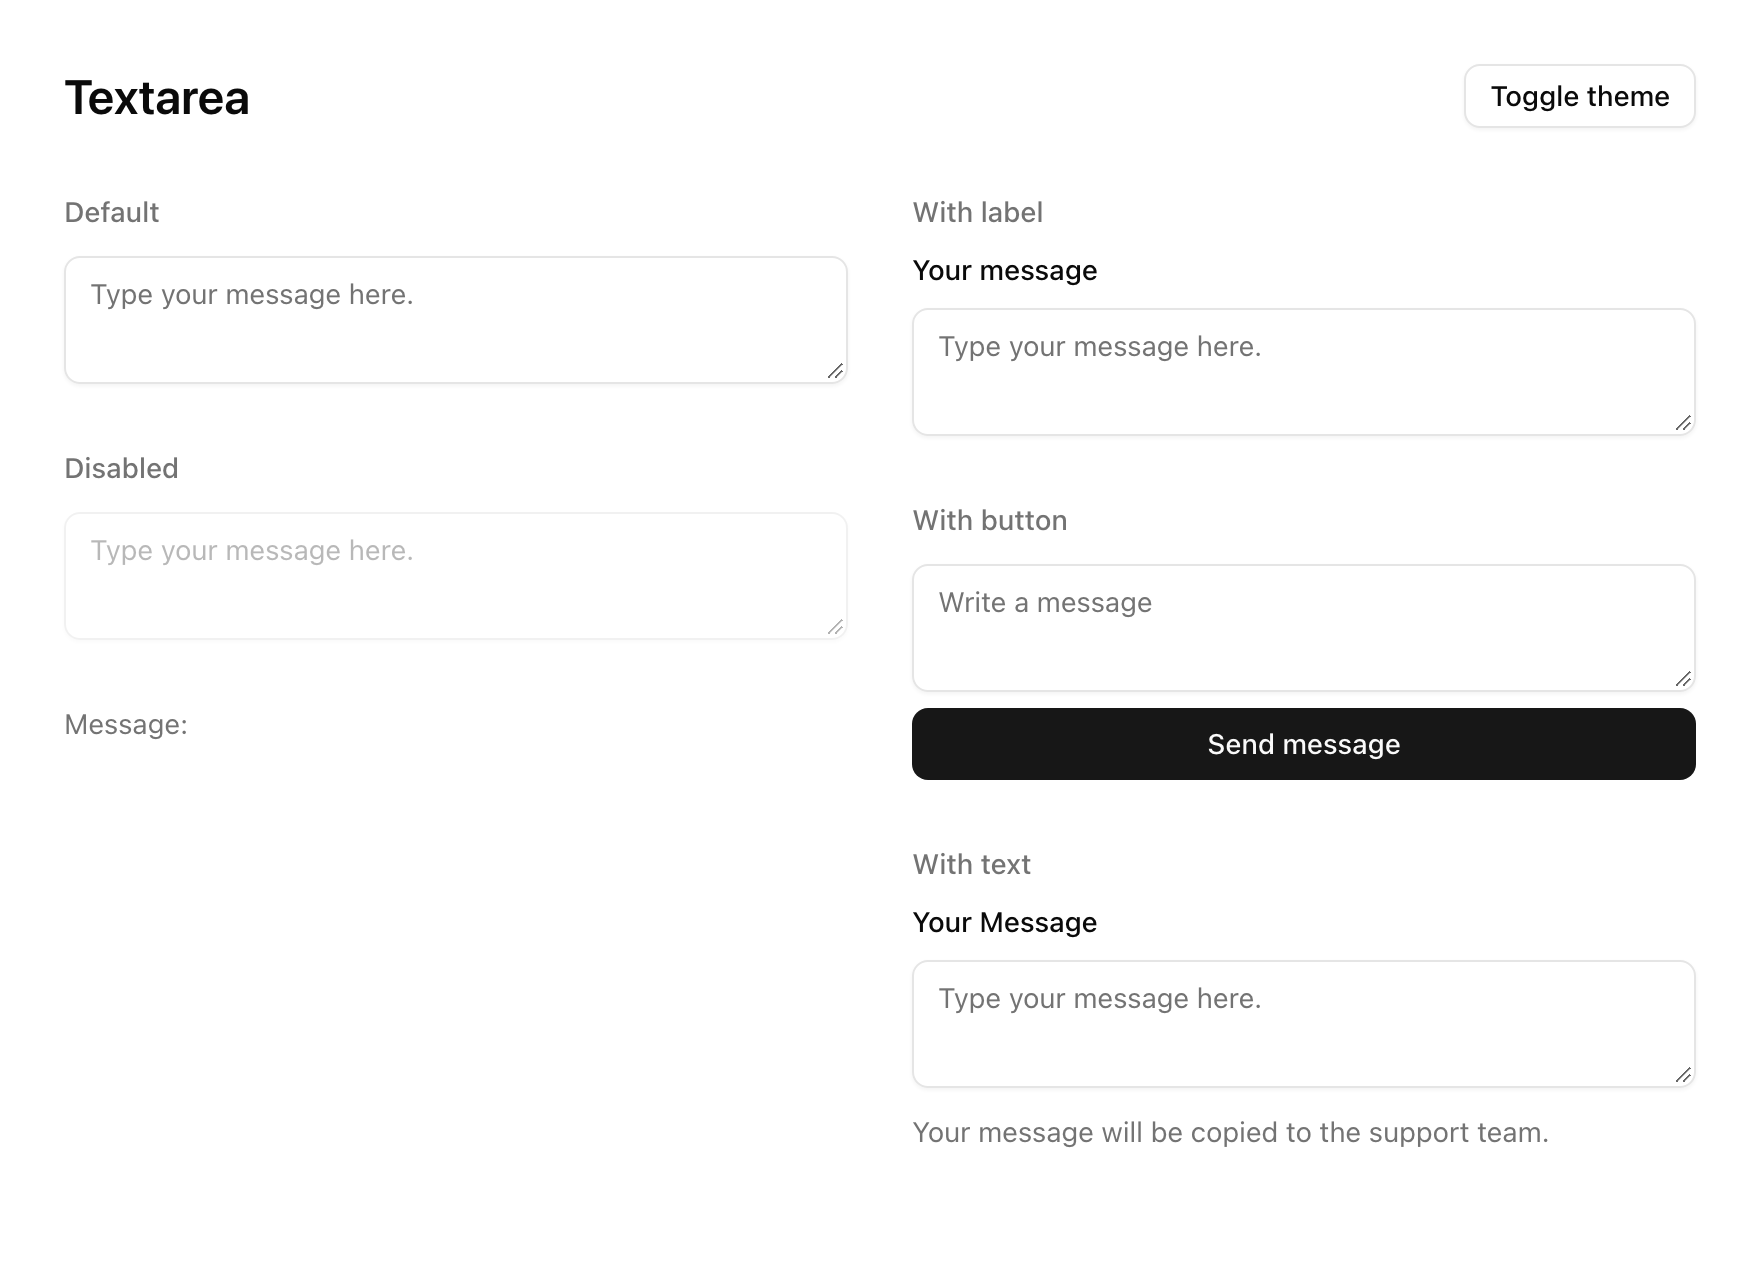 Textarea
Toggle theme
Default
Type your message here.
Disabled
Type your message here.
Message:
With label
Your message
Type your message here.
With button
Write a message
Send message
With text
Your Message
Type your message here.
Your message will be copied to the support team.